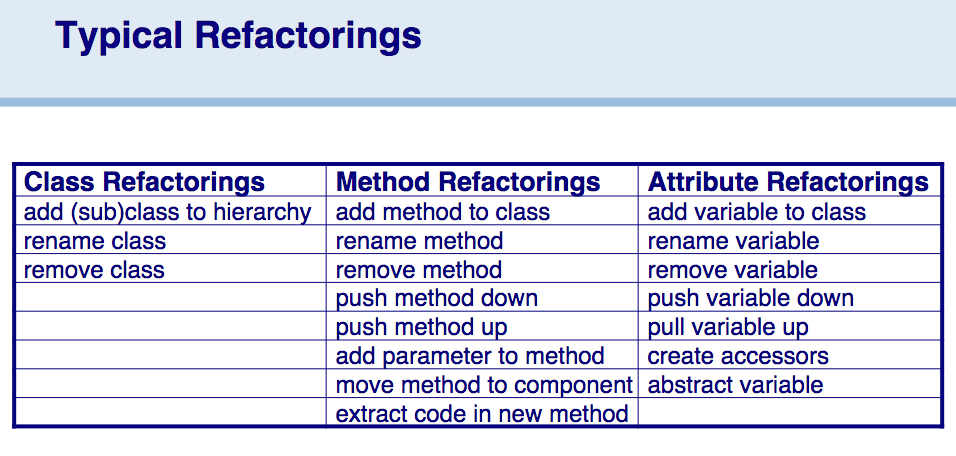 Typical Refactorings
Class Refactorings Method Refactorings Attribute Refactorings
add (sub)class to hierarchy add method to class add variable to class
rename class rename method rename variable
remove class remove method remove variable
push method down push variable down
push method up pull variable up
add parameter to method create accessors
move method to component abstract variable
extract code in new method